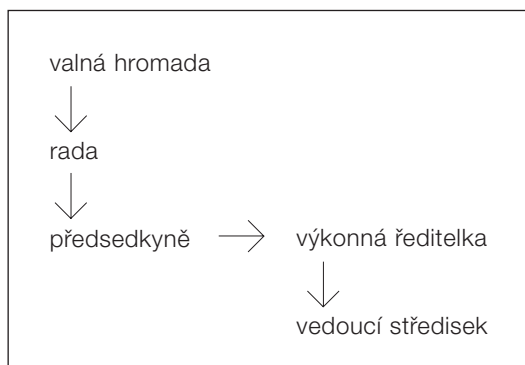 valná hromada
rada
předsedkyně
výkonná ředitelka
vedoucí středisek